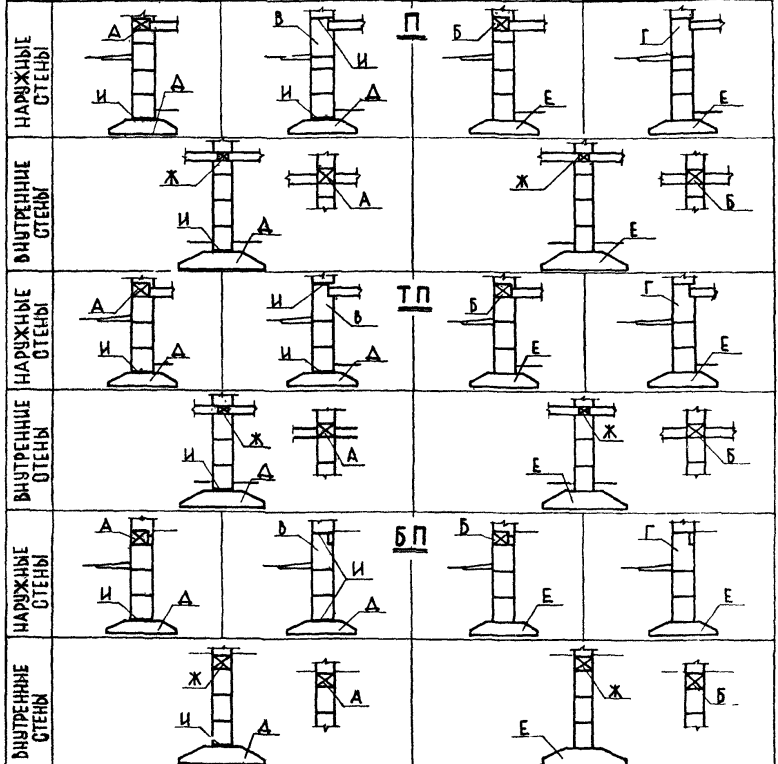 НАРУЖНЫЕ СТЕНЫ
А
И
Д
В
И
И
Д
П
Б
Е
Г
Е
ВНУТРЕННИЕ СТЕНЫ
Ж
И
Д
А
Ж
Е
Б
НАРУЖНЫЕ СТЕНЫ
А
И
Д
И
В
И
Д
ТП
Б
Е
Г
Е
ВНУТРЕННИЕ СТЕНЫ
Ж
И
Д
А
Ж
Е
Б
НАРУЖНЫЕ СТЕНЫ
А
И
Д
В
И
Д
БП
Б
Е
Г
Е
ВНУТРЕННИЕ СТЕНЫ
Ж
И
Д
А
Ж
Е
Б